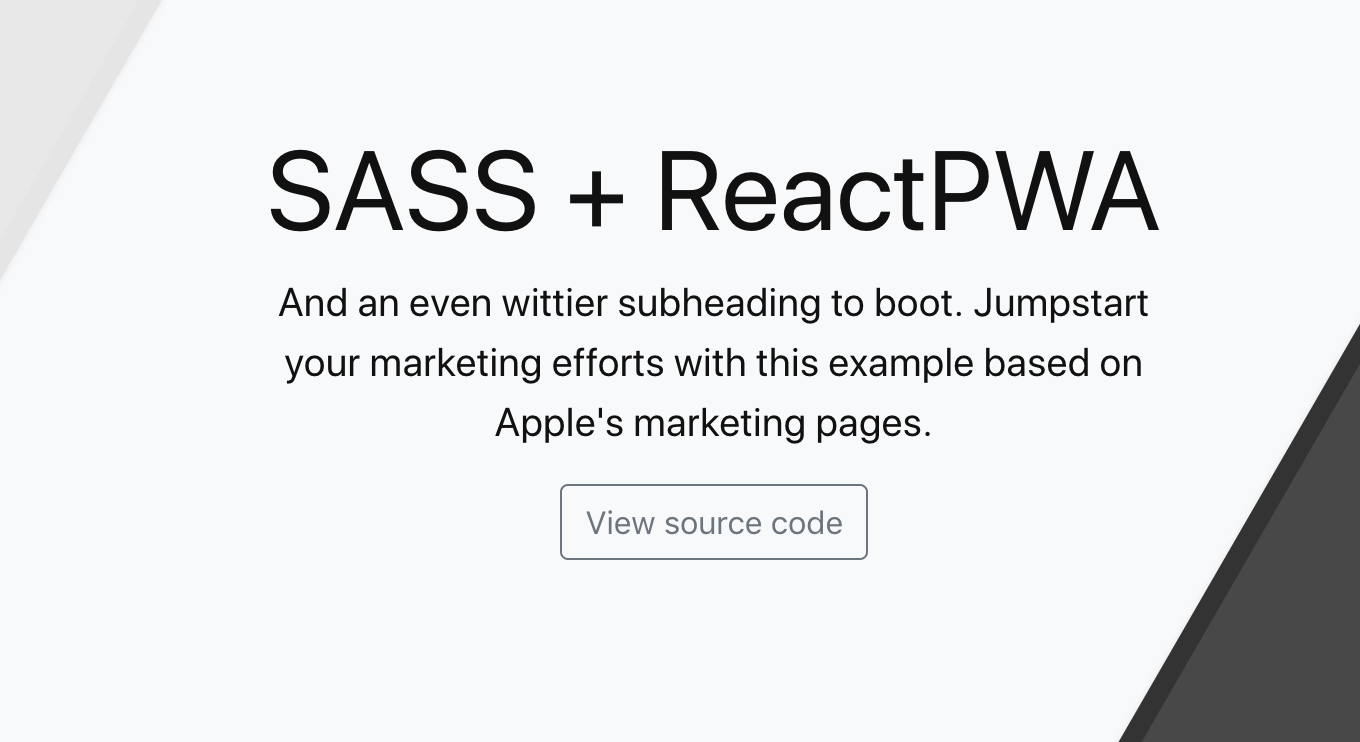 SASS + ReactPWA
And an even wittier subheading to boot. Jumpstart
your marketing efforts with this example based on
Apple's marketing pages.
View source code